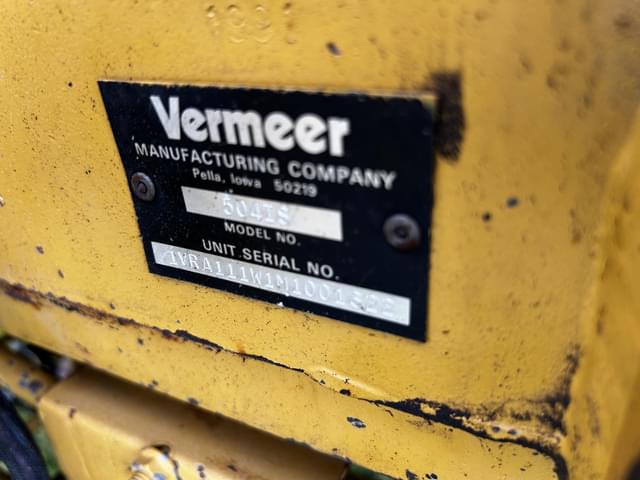 Vermeer
MANUFACTURING COMPANY
Pella, Iowa 50219
504IS
MODEL NO.
UNIT SERIAL NO.